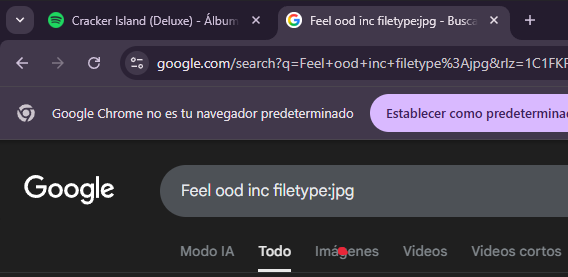 Cracker Island (Deluxe) - Álbum
Feel ood inc filetype:jpg - Busca
google.com/search?q=Feel+ood+inc+filetype%3Ajpg&rlz=1C1FKF
Google Chrome no es tu navegador predeterminado
Establecer como predeterminad
Google
Feel ood inc filetype:jpg
Modo IA Todo Imágenes Videos Videos cortos